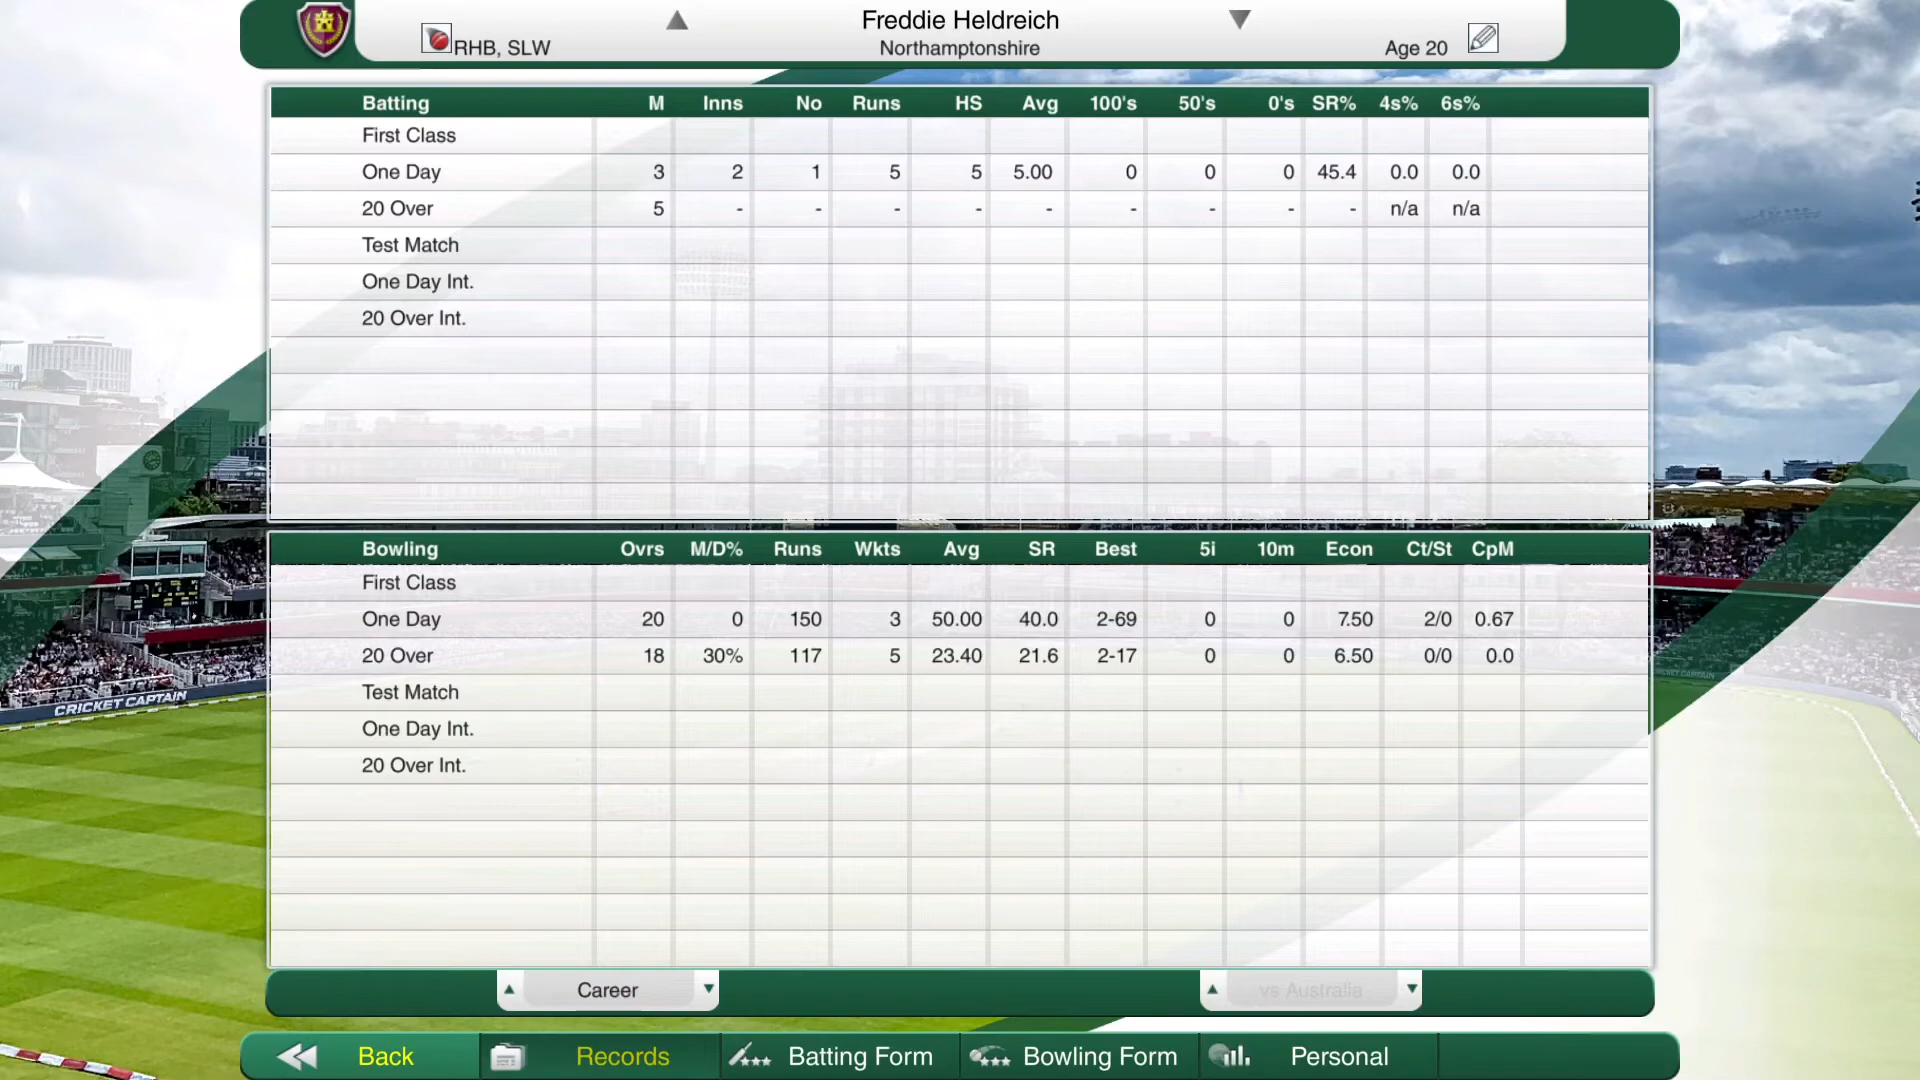 RHB, SLW
Freddie Heldreich
Northamptonshire
Age 20
Batting M Inns No Runs HS Avg 100's 50's 0's SR% 4s% 6s%
First Class
One Day 3 2 1 5 5 5.00 0 0 0 45.4 0.0 0.0
20 Over 5 - - - - - - - - - n/a n/a
Test Match
One Day Int.
20 Over Int.
Bowling Ovrs M/D% Runs Wkts Avg SR Best 5i 10m Econ Ct/St CpM
First Class
One Day 20 0 150 3 50.00 40.0 2-69 0 0 7.50 2/0 0.67
20 Over 18 30% 117 5 23.40 21.6 2-17 0 0 6.50 0/0 0.0
Test Match
One Day Int.
20 Over Int.
CRICKET CAPTAIN
CRICKET CAPTAIN
Career
vs Australia
Back Records Batting Form Bowling Form Personal